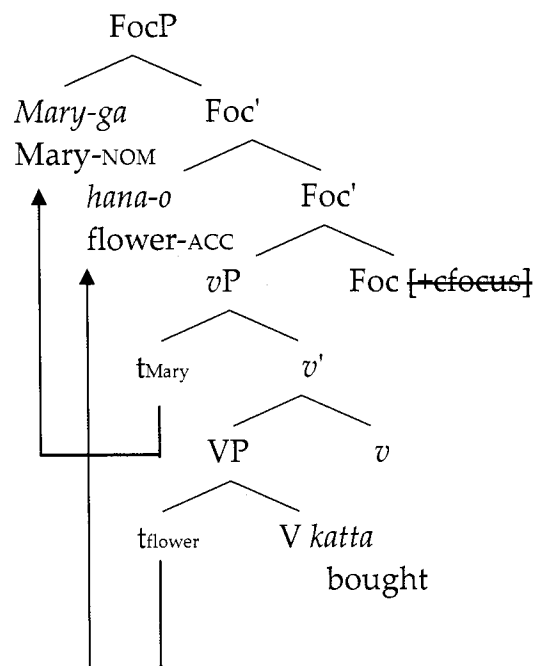 FocP
Mary-ga Foc'
Mary-NOM
hana-o Foc'
flower-ACC
vP Foc [+cfocus]
tMary v'
VP v
tflower V katta
bought